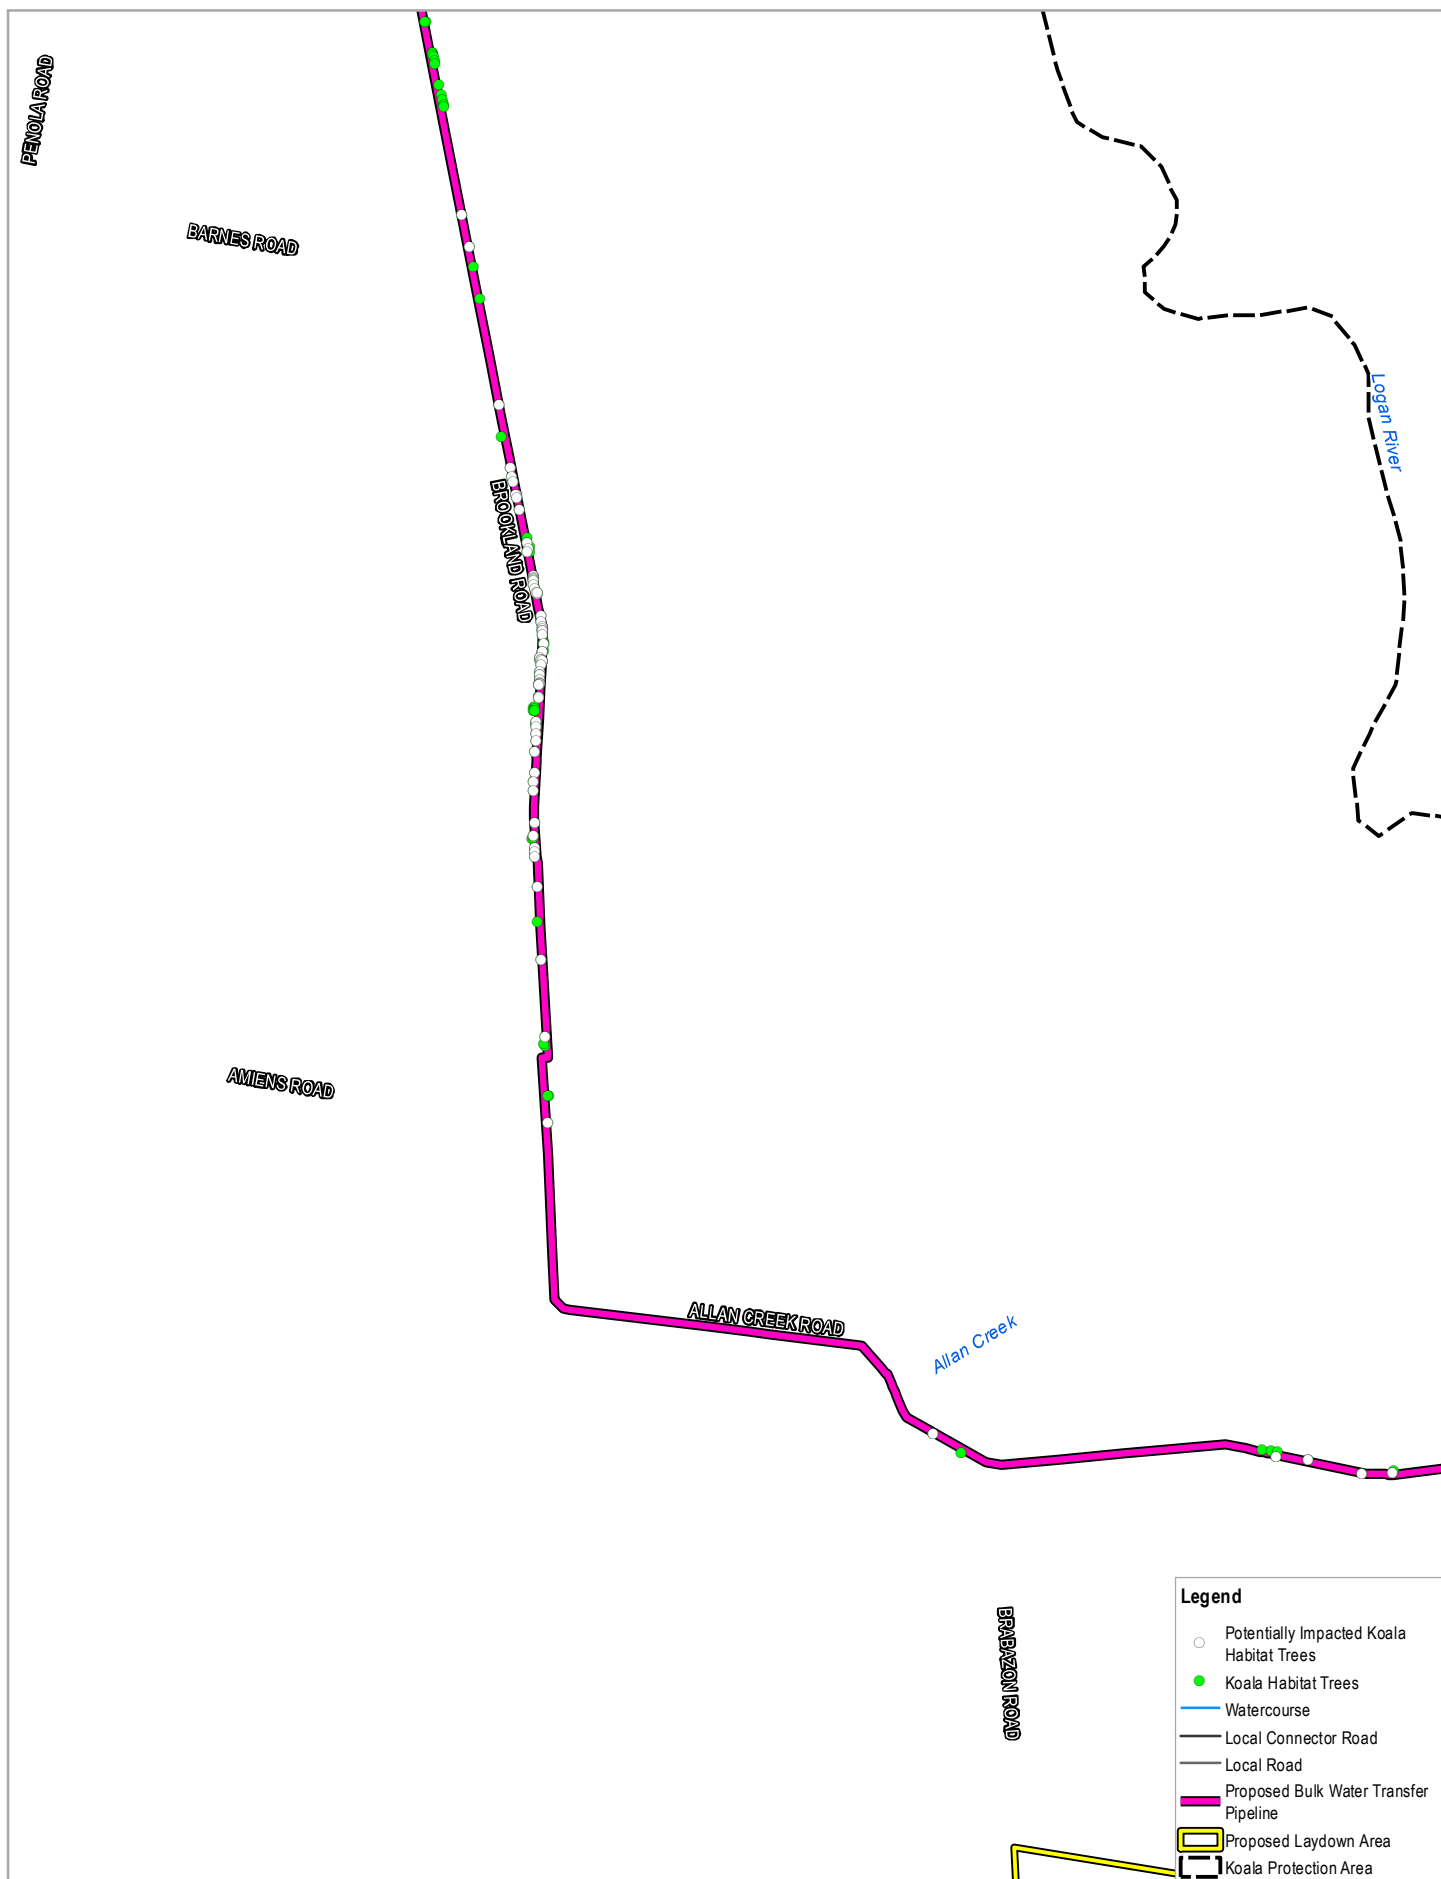 PENOLA ROAD
BARNES ROAD
Logan River
BROOKLAND ROAD
AMIENS ROAD
ALLAN CREEK ROAD
Allan Creek
BRABAZON ROAD
Legend
Potentially Impacted Koala
Habitat Trees
Koala Habitat Trees
Watercourse
Local Connector Road
Local Road
Proposed Bulk Water Transfer
Pipeline
Proposed Laydown Area
Koala Protection Area